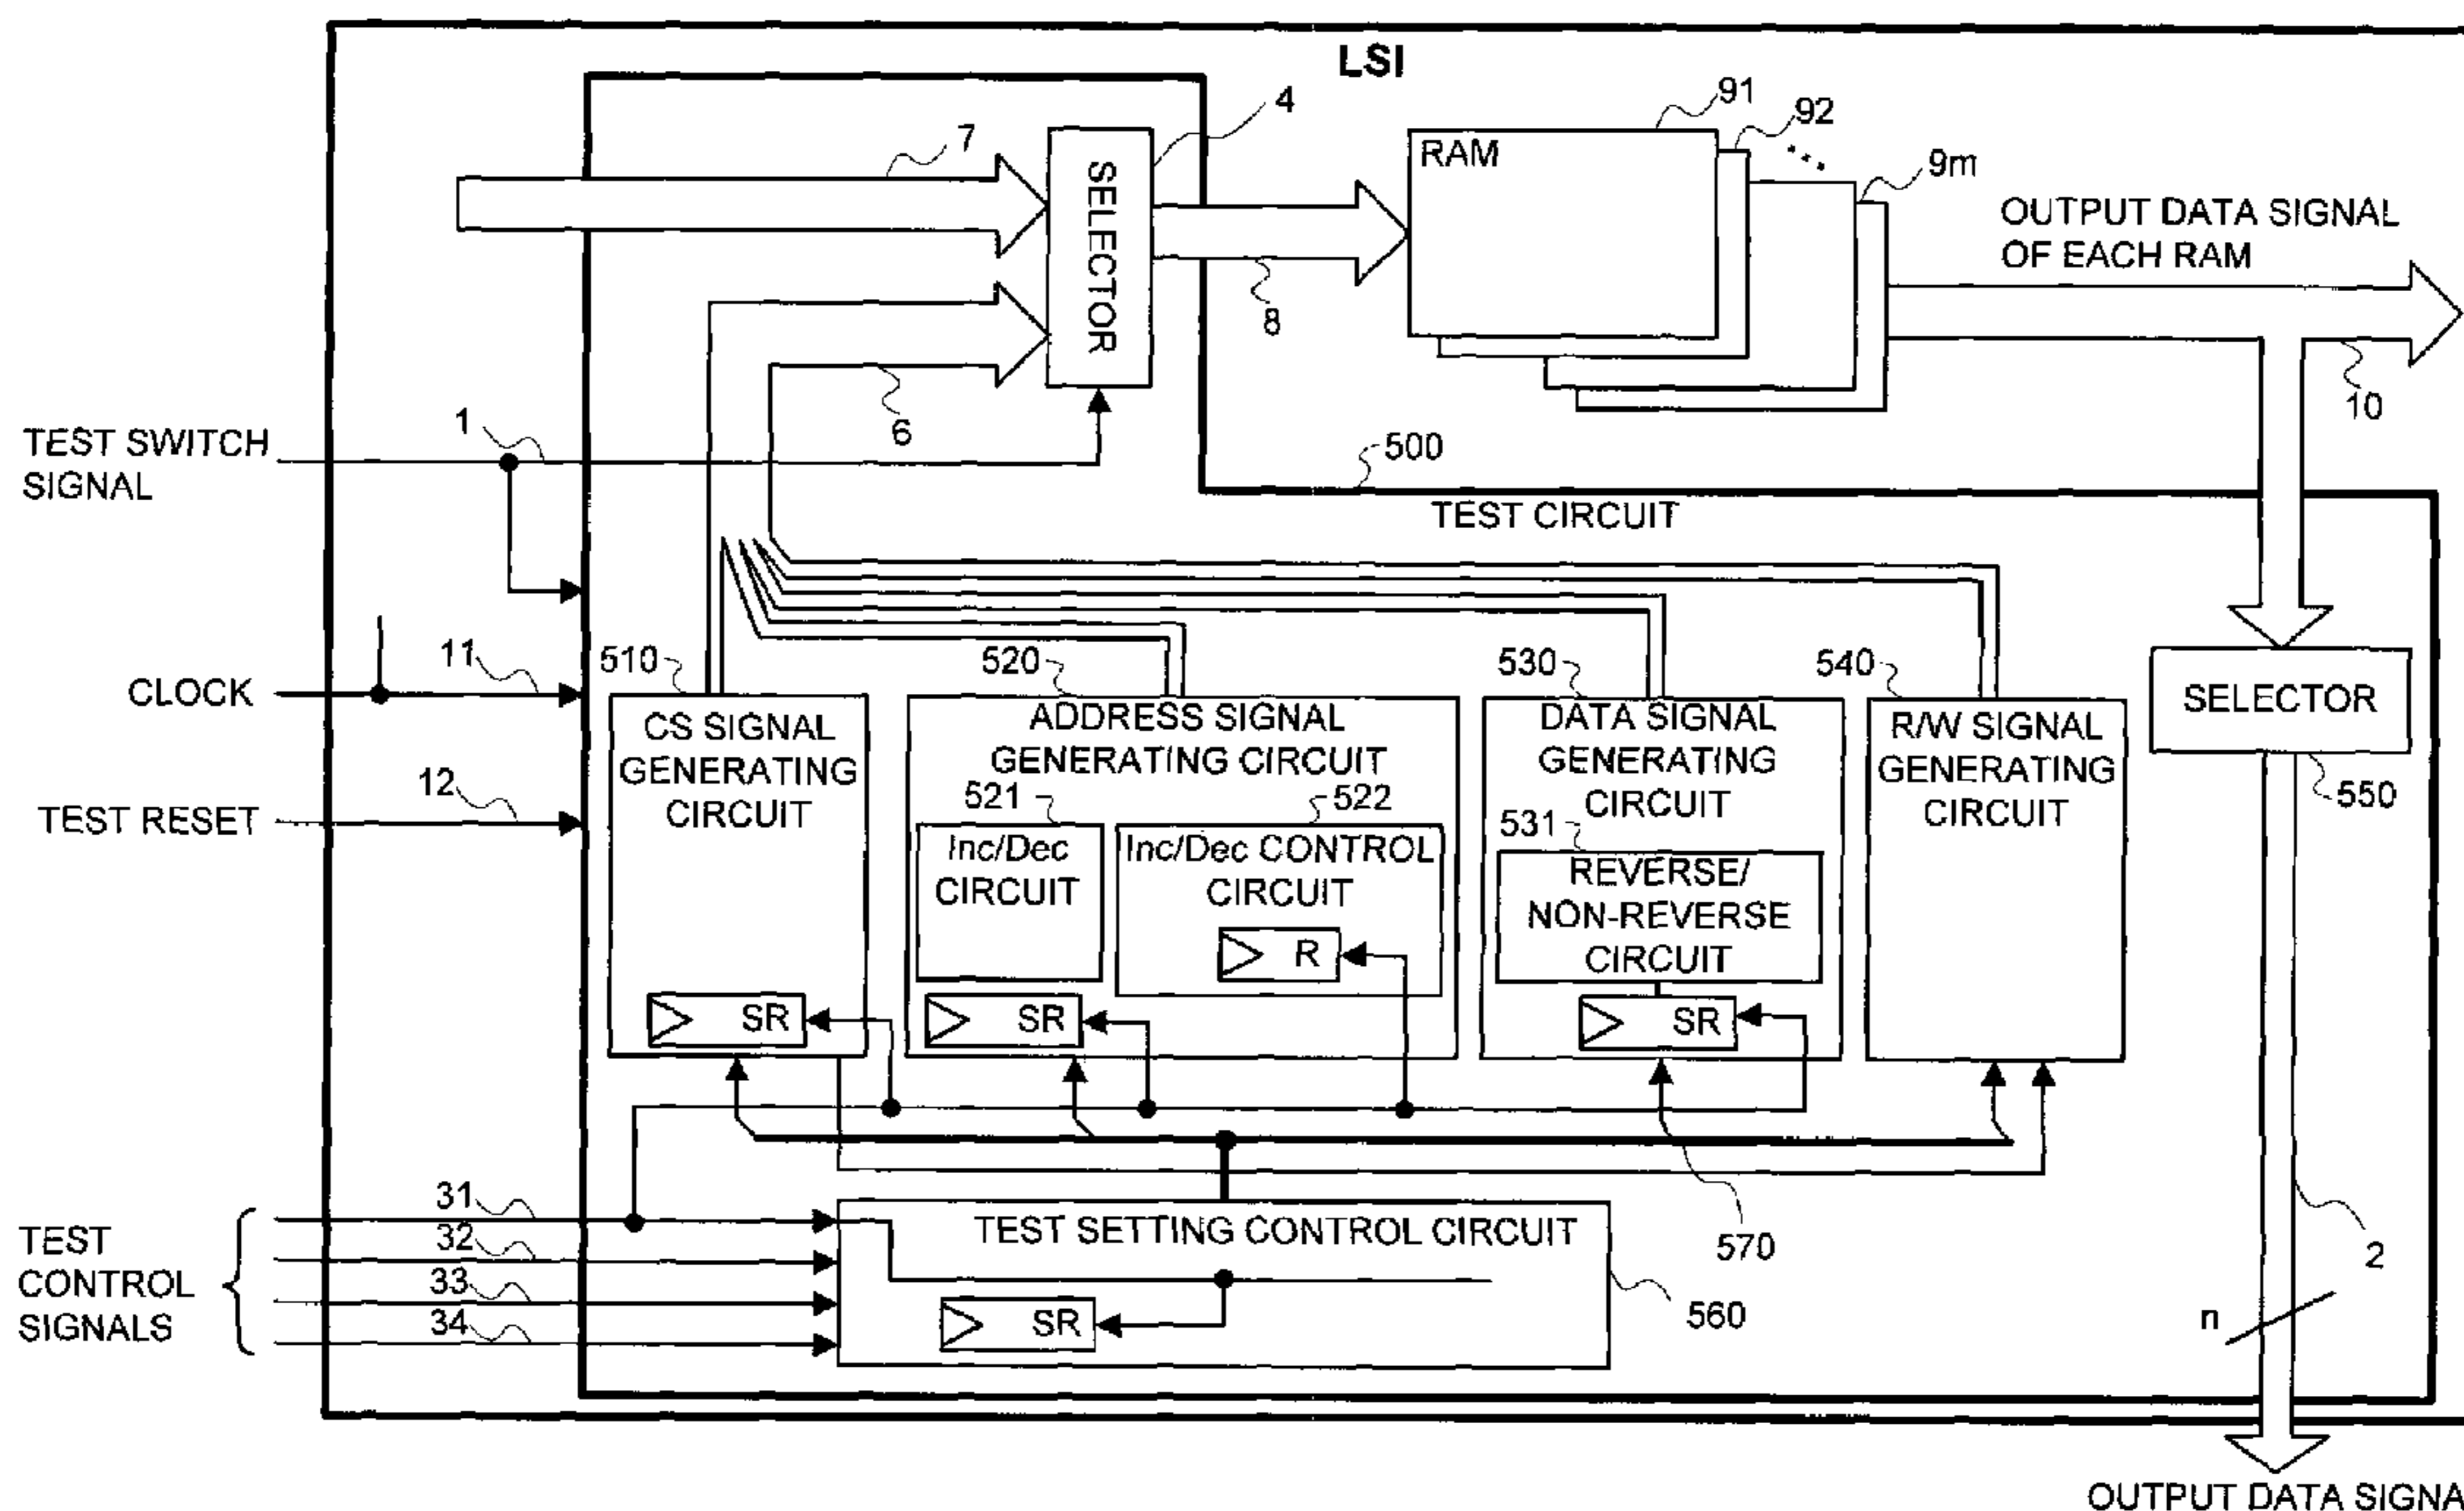 LSI
4
91
92
9m
7
RAM
SELECTOR
OUTPUT DATA SIGNAL
OF EACH RAM
8
6
10
TEST SWITCH
SIGNAL
1
500
TEST CIRCUIT
CLOCK
11
510
520
530
540
SELECTOR
550
CS SIGNAL
GENERATING
CIRCUIT
ADDRESS SIGNAL
GENERATING CIRCUIT
DATA SIGNAL
GENERATING
CIRCUIT
R/W SIGNAL
GENERATING
CIRCUIT
TEST RESET
12
521
522
531
Inc/Dec
CIRCUIT
Inc/Dec CONTROL
CIRCUIT
R
REVERSE/
NON-REVERSE
CIRCUIT
SR
SR
SR
TEST
CONTROL
SIGNALS
31
32
33
34
TEST SETTING CONTROL CIRCUIT
SR
570
560
2
n
OUTPUT DATA SIGNA